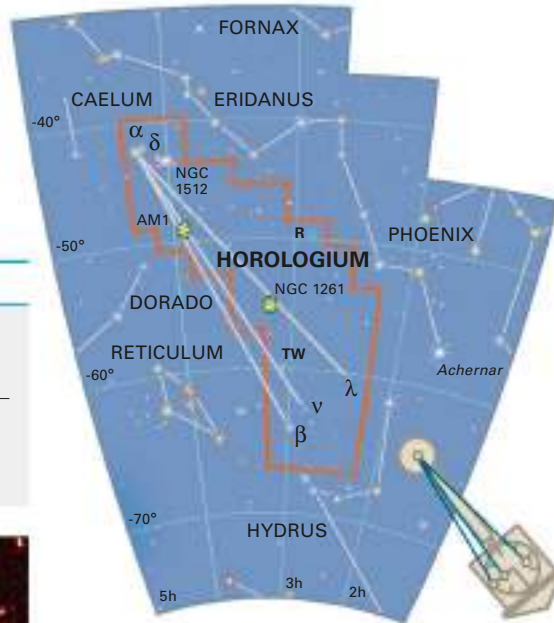 FORNAX
CAELUM
ERIDANUS
-40°
α
δ
NGC
1512
AM1
R
PHOENIX
-50°
HOROLOGIUM
NGC 1261
DORADO
TW
RETICULUM
Achernar
-60°
λ
ν
β
-70°
HYDRUS
5h
3h
2h